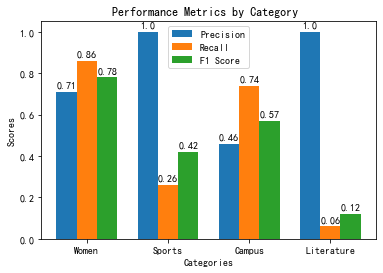 Performance Metrics by Category
Precision
Recall
F1 Score
1.0
0.8
0.6
0.4
0.2
0.0
Scores
0.71
0.86
0.78
1.0
0.26
0.42
0.46
0.74
0.57
1.0
0.06
0.12
Women
Sports
Campus
Literature
Categories